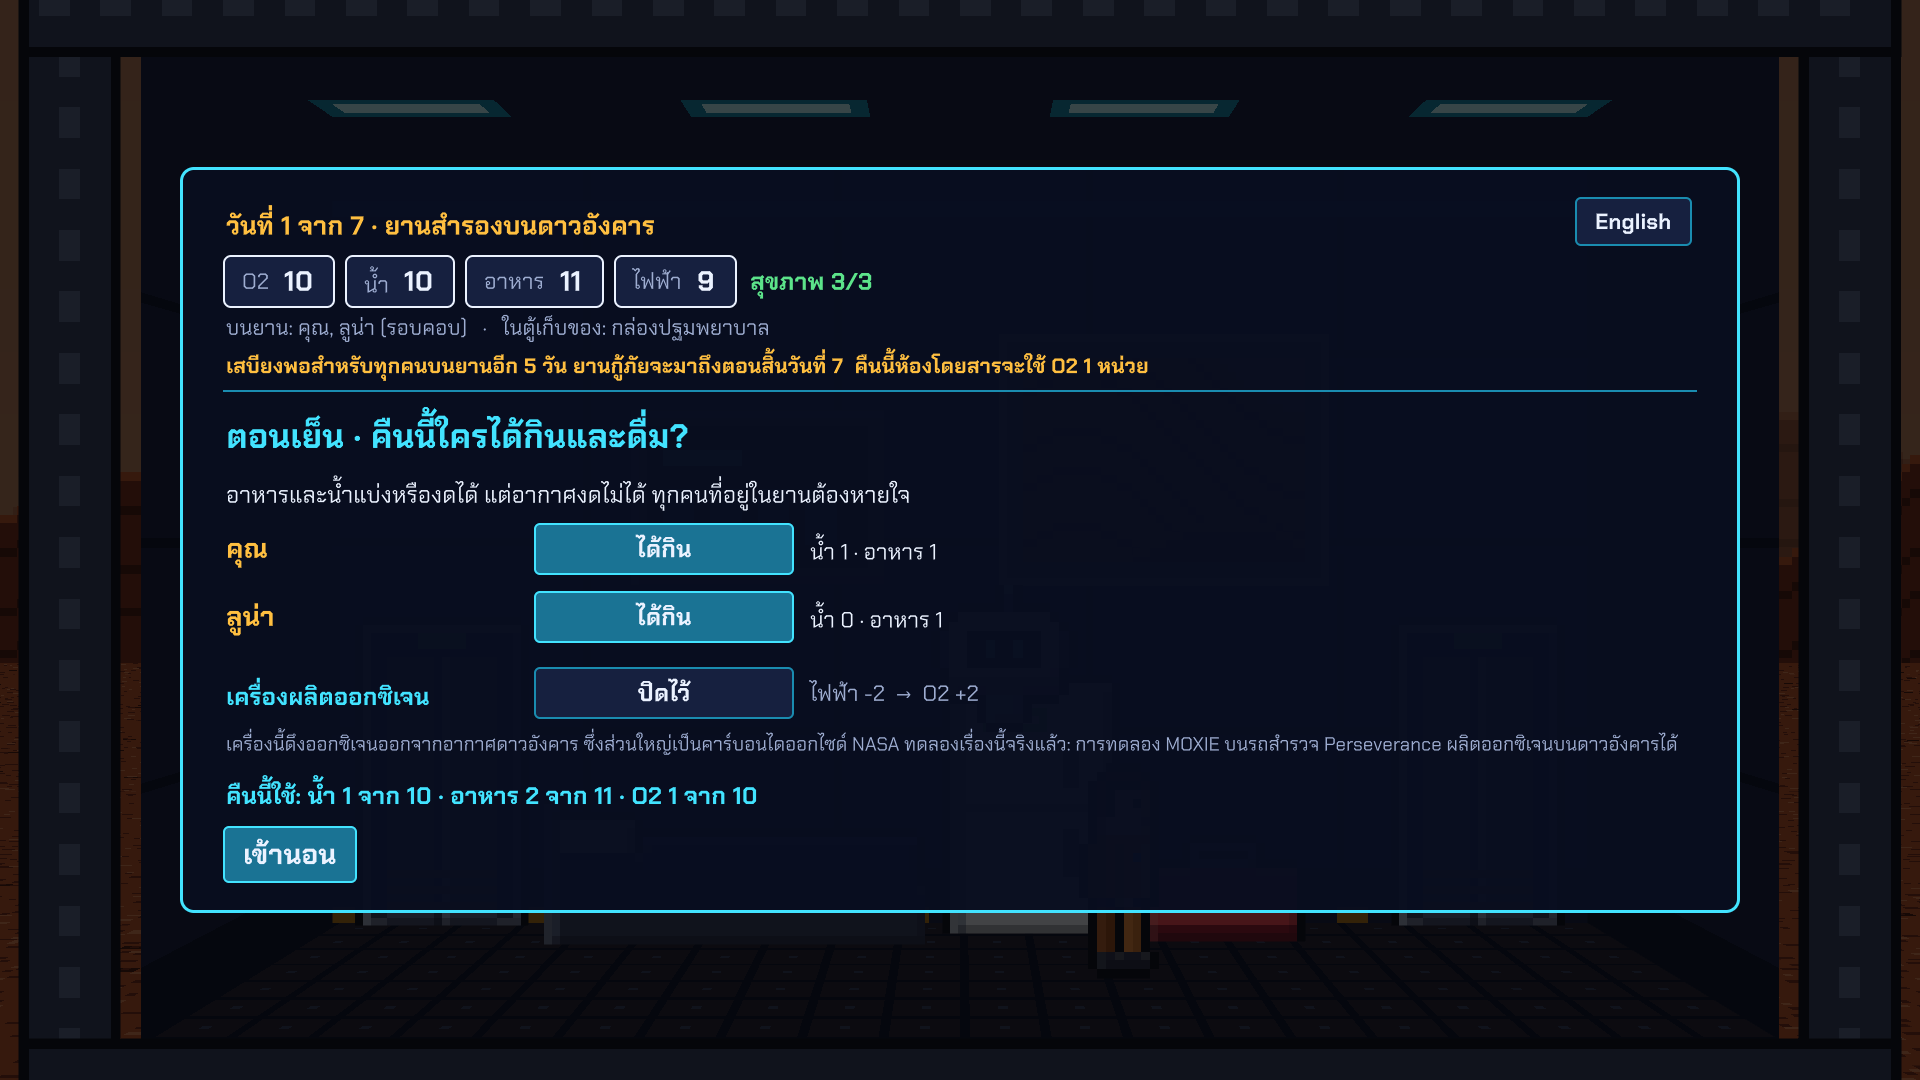 วันที่ 1 จาก 7 · ยานสำรองบนดาวอังคาร
English
O2 10 น้ำ 10 อาหาร 11 ไฟฟ้า 9 สุขภาพ 3/3
บนยาน: คุณ, ลูน่า (รอบคอบ) · ในตู้เก็บของ: กล่องปฐมพยาบาล
เสบียงพอสำหรับทุกคนบนยานอีก 5 วัน ยานกู้ภัยจะมาถึงตอนสิ้นวันที่ 7 คืนนี้ห้องโดยสารจะใช้ O2 1 หน่วย
ตอนเย็น · คืนนี้ใครได้กินและดื่ม?
อาหารและน้ำแบ่งหรืองดได้ แต่อากาศงดไม่ได้ ทุกคนที่อยู่ในยานต้องหายใจ
คุณ ได้กิน น้ำ 1 · อาหาร 1
ลูน่า ได้กิน น้ำ 0 · อาหาร 1
เครื่องผลิตออกซิเจน ปิดไว้ ไฟฟ้า -2 → O2 +2
เครื่องนี้ดึงออกซิเจนออกจากอากาศดาวอังคาร ซึ่งส่วนใหญ่เป็นคาร์บอนไดออกไซด์ NASA ทดลองเรื่องนี้จริงแล้ว: การทดลอง MOXIE บนรถสำรวจ Perseverance ผลิตออกซิเจนบนดาวอังคารได้
คืนนี้ใช้: น้ำ 1 จาก 10 · อาหาร 2 จาก 11 · O2 1 จาก 10
เข้านอน